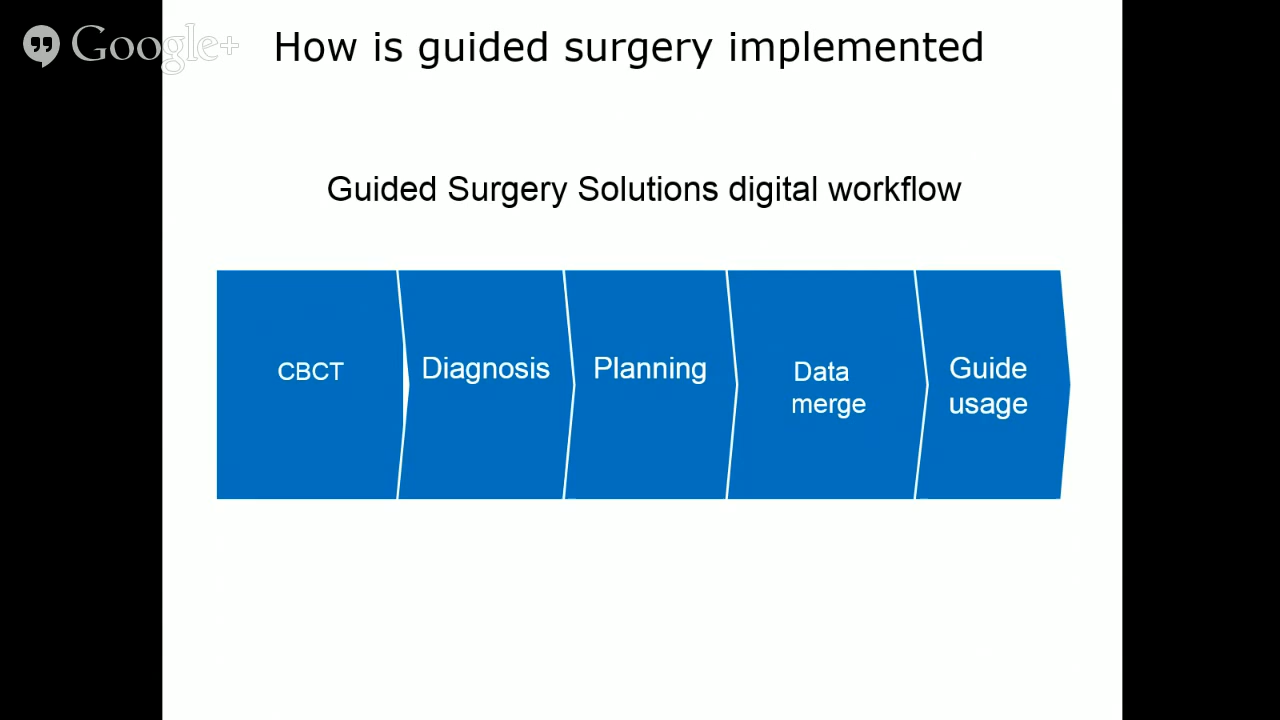 Google+
How is guided surgery implemented
Guided Surgery Solutions digital workflow
CBCT
Diagnosis
Planning
Data
merge
Guide
usage